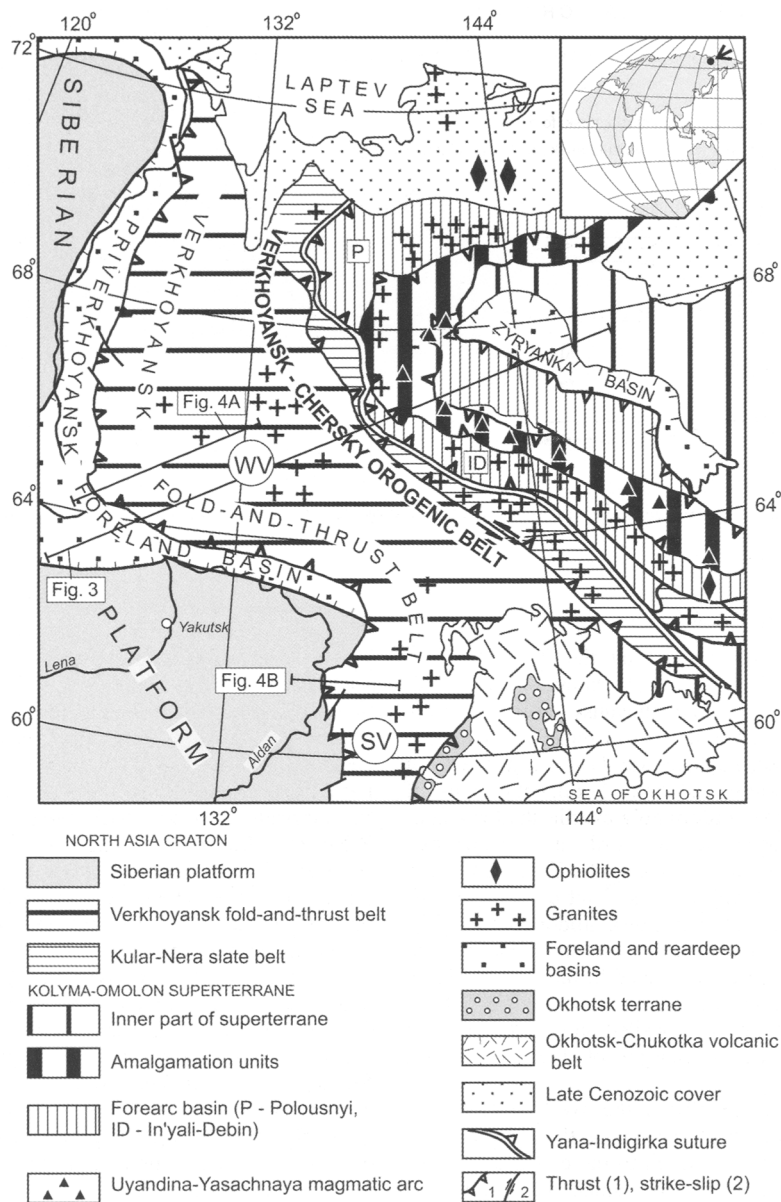 120°
132°
144°
72°
LAPTEV
SEA
SIBERIAN
PRIVERKHOYANSK
VERKHOYANSK
VERKHOYANSK - CHERSKY OROGENIC BELT
P
68°
68°
ZYRYANKA
BASIN
Fig. 4A
WV
ID
64°
64°
FOLD-AND-THRUST BELT
FORELAND BASIN
Fig. 3
PLATFORM
Yakutsk
Lena
Fig. 4B
Aldan
SV
60°
60°
SEA OF OKHOTSK
132°
144°
NORTH ASIA CRATON
Siberian platform
Verkhoyansk fold-and-thrust belt
Kular-Nera slate belt
KOLYMA-OMOLON SUPERTERRANE
Inner part of superterrane
Amalgamation units
Forearc basin (P - Polousnyi,
ID - In'yali-Debin)
Uyandina-Yasachnaya magmatic arc
Ophiolites
Granites
Foreland and reardeep
basins
Okhotsk terrane
Okhotsk-Chukotka volcanic
belt
Late Cenozoic cover
Yana-Indigirka suture
1
2
Thrust (1), strike-slip (2)